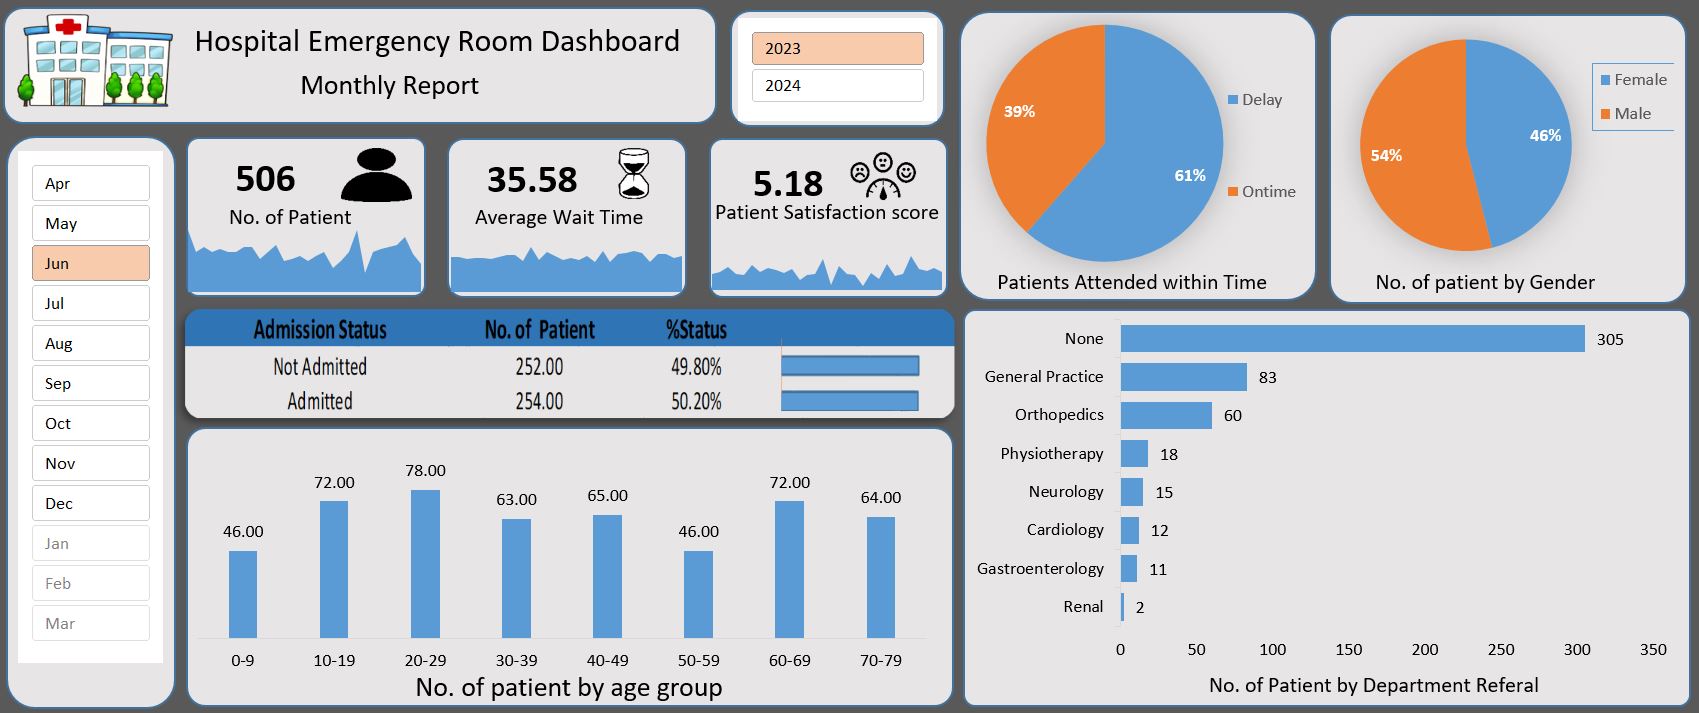 Hospital Emergency Room Dashboard
Monthly Report
2023
2024
Apr
May
Jun
Jul
Aug
Sep
Oct
Nov
Dec
Jan
Feb
Mar
506
No. of Patient
35.58
Average Wait Time
5.18
Patient Satisfaction score
39%
61%
Delay
Ontime
Patients Attended within Time
54%
46%
Female
Male
No. of patient by Gender
Admission Status No. of Patient %Status
Not Admitted 252.00 49.80%
Admitted 254.00 50.20%
46.00 72.00 78.00 63.00 65.00 46.00 72.00 64.00
0-9 10-19 20-29 30-39 40-49 50-59 60-69 70-79
No. of patient by age group
None 305
General Practice 83
Orthopedics 60
Physiotherapy 18
Neurology 15
Cardiology 12
Gastroenterology 11
Renal 2
0 50 100 150 200 250 300 350
No. of Patient by Department Referal